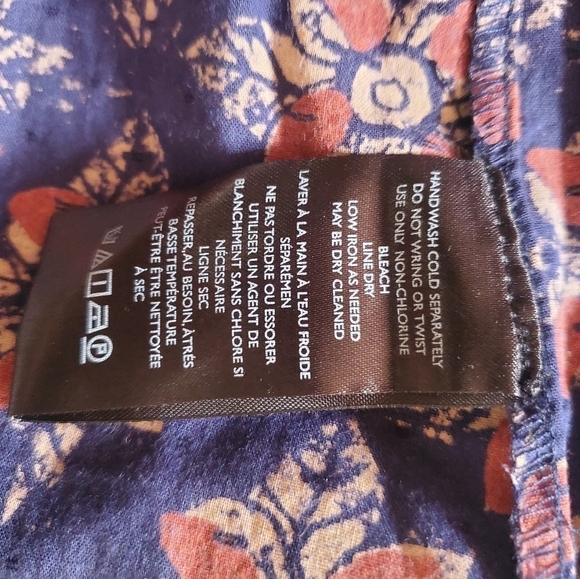 HANDWASH COLD SEPARATELY
DO NOT WRING OR TWIST
USE ONLY NON-CHLORINE
BLEACH
LINE DRY
LOW IRON AS NEEDED
MAY BE DRY CLEANED
LAVER À LA MAIN À L'EAU FROIDE
SÉPARÉMEN
NE PAS TORDRE OU ESSORER
UTILISER UN AGENT DE
BLANCHIMENT SANS CHLORE SI
NÉCESSAIRE
LIGNE SEC
REPASSER, AU BESOIN À TRÈS
BASSE TEMPÉRATURE
PEUT-ÊTRE ÊTRE NETTOYÉE
À SEC
P